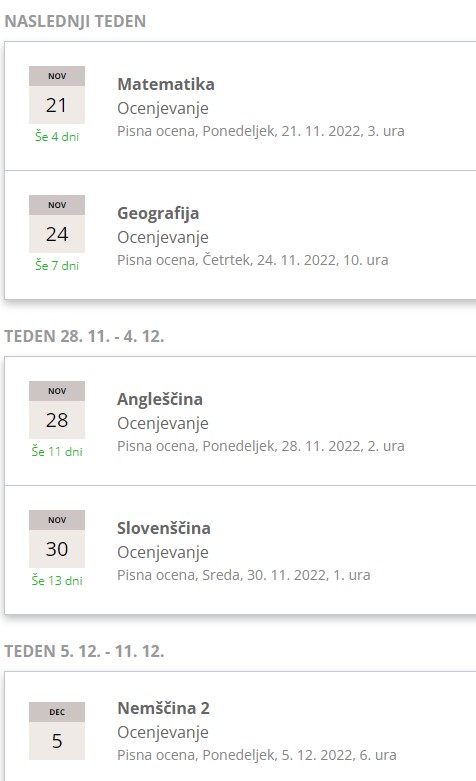 NASLEDNJI TEDEN
NOV
21
Še 4 dni
Matematika
Ocenjevanje
Pisna ocena, Ponedeljek, 21. 11. 2022, 3. ura
NOV
24
Še 7 dni
Geografija
Ocenjevanje
Pisna ocena, Četrtek, 24. 11. 2022, 10. ura
TEDEN 28. 11. - 4. 12.
NOV
28
Še 11 dni
Angleščina
Ocenjevanje
Pisna ocena, Ponedeljek, 28. 11. 2022, 2. ura
NOV
30
Še 13 dni
Slovenščina
Ocenjevanje
Pisna ocena, Sreda, 30. 11. 2022, 1. ura
TEDEN 5. 12. - 11. 12.
DEC
5
Nemščina 2
Ocenjevanje
Pisna ocena, Ponedeljek, 5. 12. 2022, 6. ura